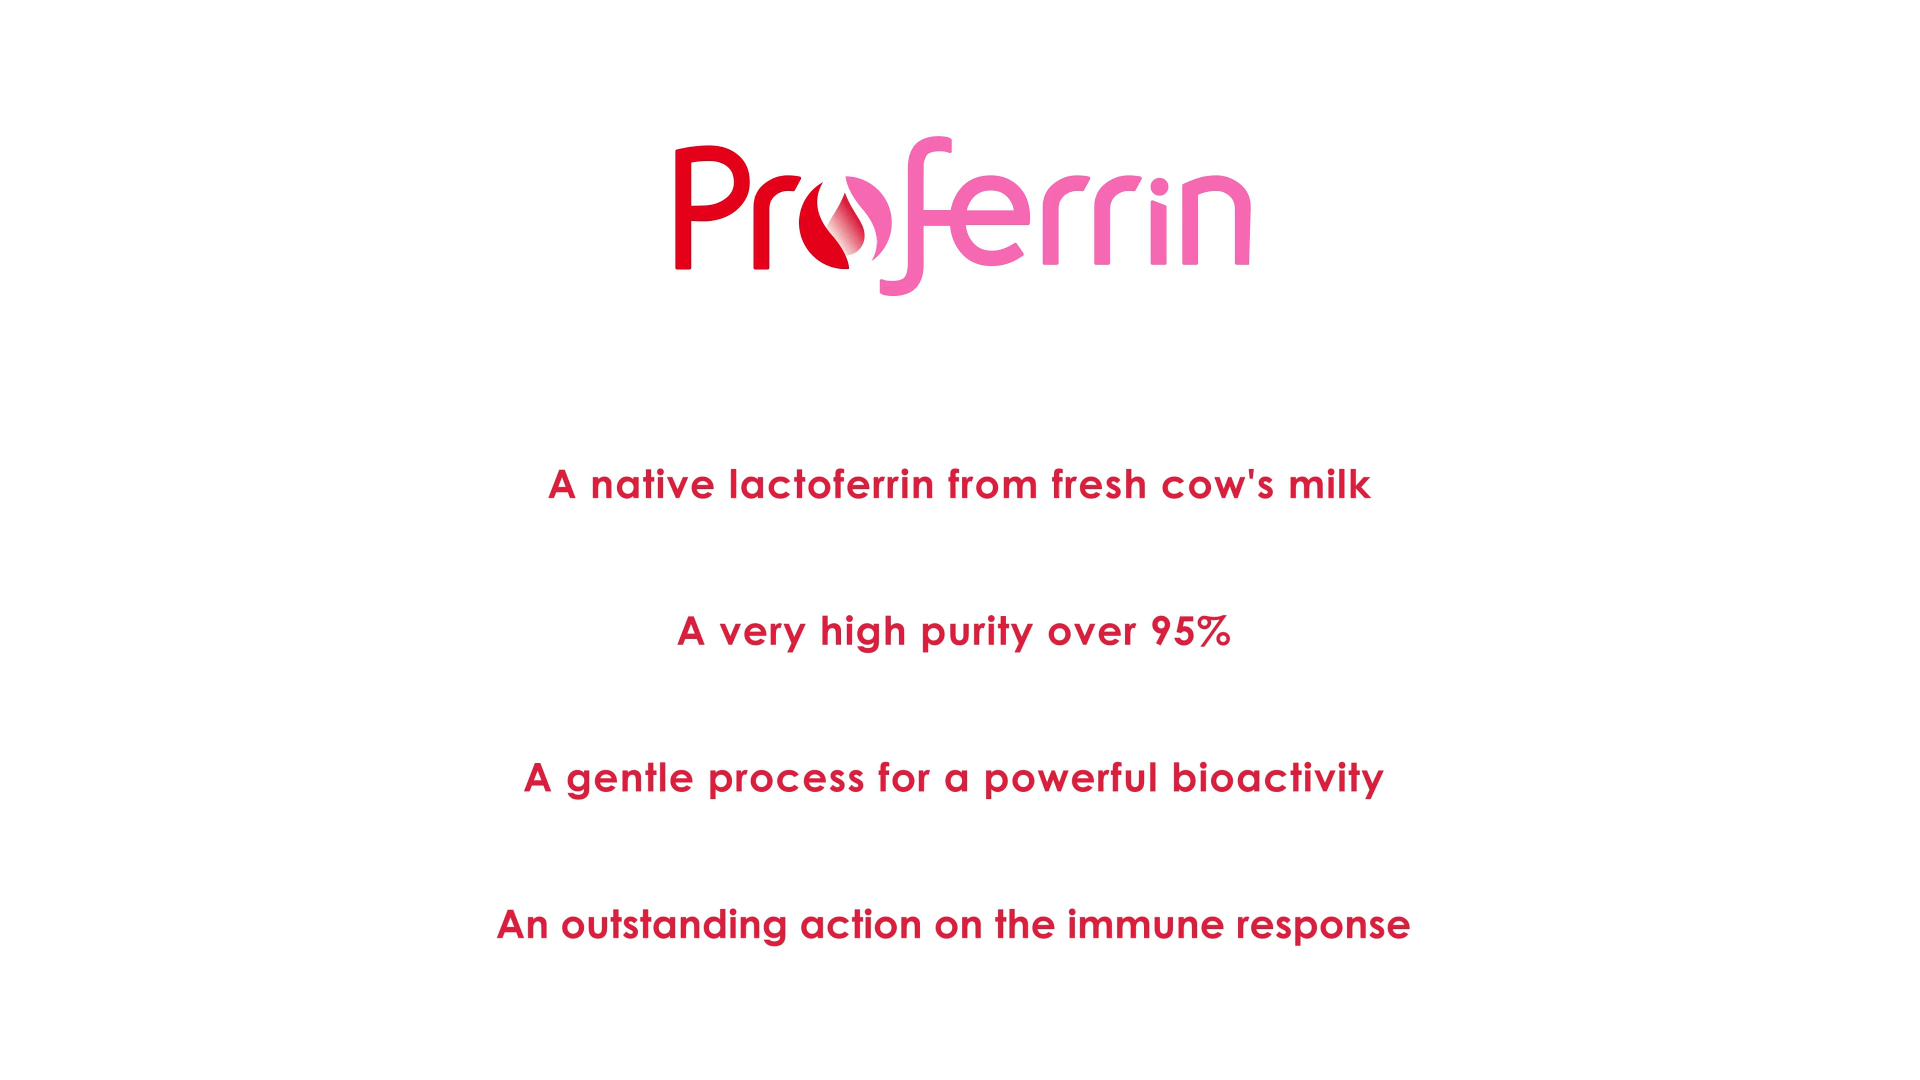 Proferrin
A native lactoferrin from fresh cow's milk
A very high purity over 95%
A gentle process for a powerful bioactivity
An outstanding action on the immune response